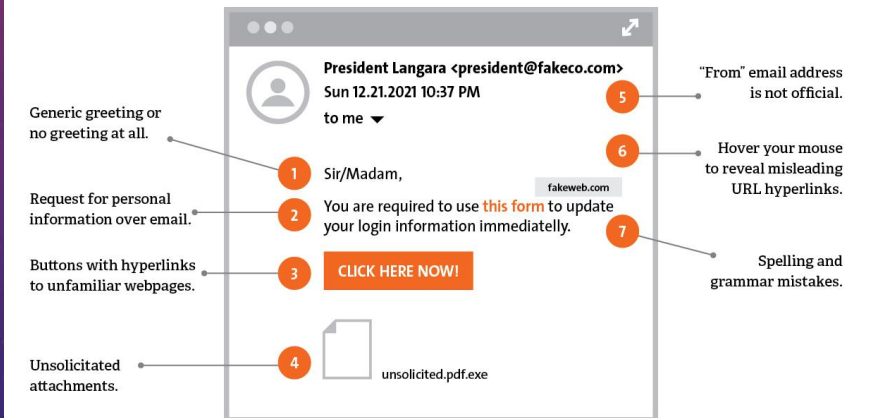 President Langara <president@fakeco.com>
Sun 12.21.2021 10:37 PM
to me
Generic greeting or
no greeting at all.
1
Sir/Madam,
Request for personal
information over email.
2
fakeweb.com
You are required to use this form to update
your login information immediatelly.
Buttons with hyperlinks
to unfamiliar webpages.
3
CLICK HERE NOW!
Unsolicitated
attachments.
4
unsolicited.pdf.exe
5
“From” email address
is not official.
6
Hover your mouse
to reveal misleading
URL hyperlinks.
7
Spelling and
grammar mistakes.